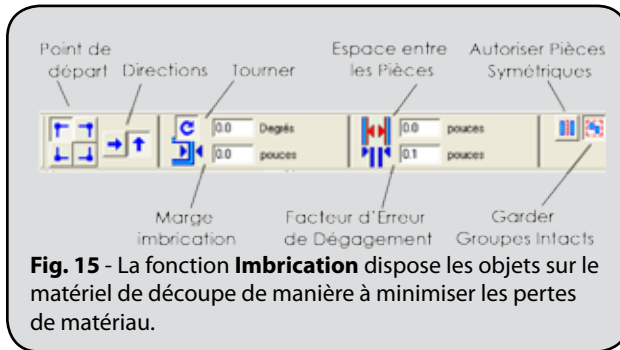 Point de départ
Directions
Tourner
Espace entre les Pièces
Autoriser Pièces Symétriques
0.0 Degrés
0.0 pouces
0.0 pouces
0.1 pouces
Marge imbrication
Facteur d'Erreur de Dégagement
Garder Groupes Intacts
Fig. 15 - La fonction Imbrication dispose les objets sur le
matériel de découpe de manière à minimiser les pertes
de matériau.